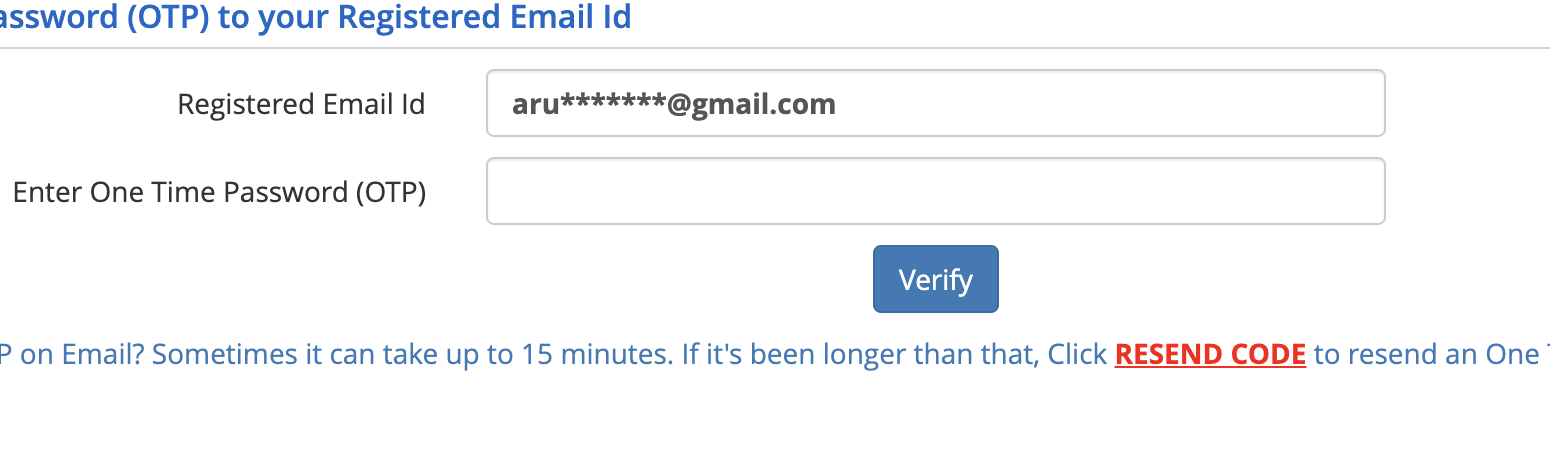 assword (OTP) to your Registered Email Id
Registered Email Id
aru*******@gmail.com
Enter One Time Password (OTP)
Verify
P on Email? Sometimes it can take up to 15 minutes. If it's been longer than that, Click RESEND CODE to resend an One